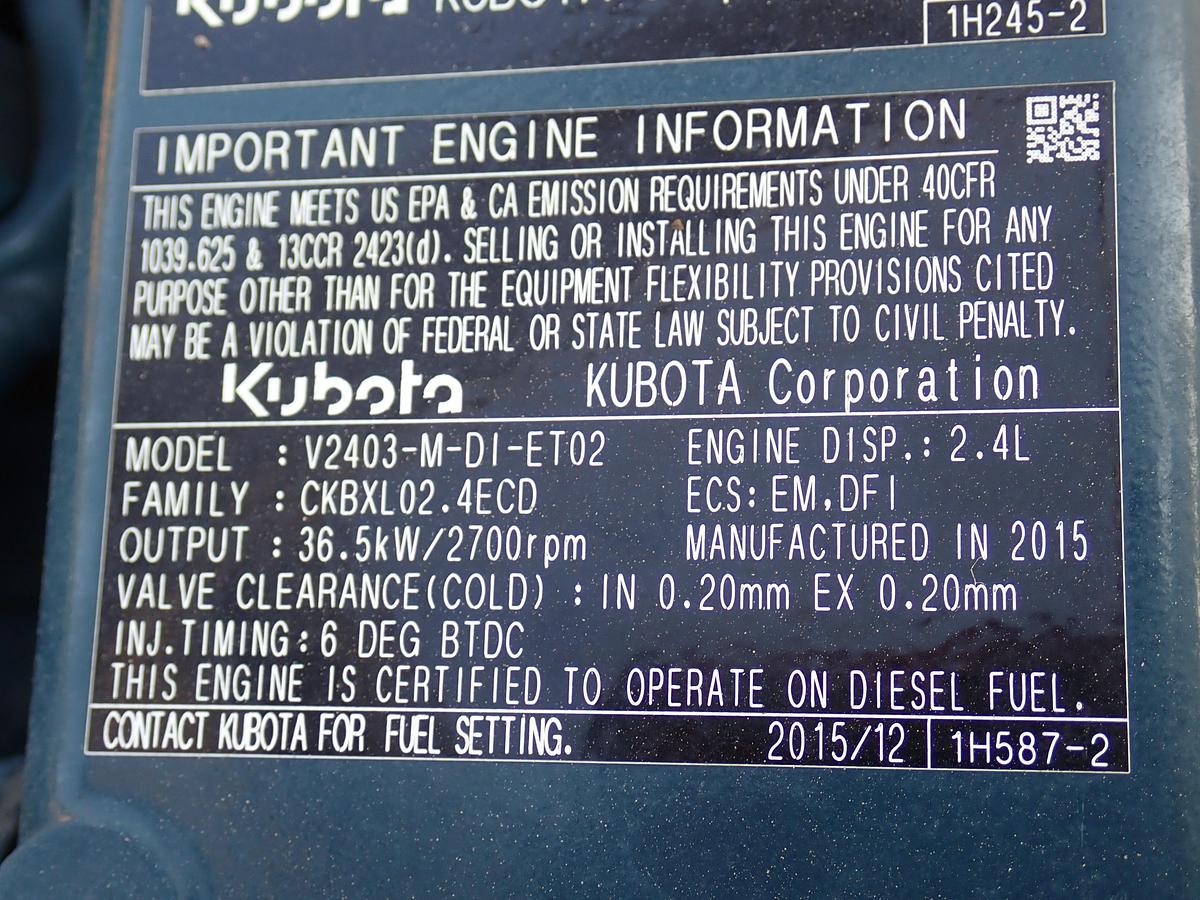 Kubota KUBOTA
1H245-2
IMPORTANT ENGINE INFORMATION
THIS ENGINE MEETS US EPA & CA EMISSION REQUIREMENTS UNDER 40CFR
1039.625 & 13CCR 2423(d). SELLING OR INSTALLING THIS ENGINE FOR ANY
PURPOSE OTHER THAN FOR THE EQUIPMENT FLEXIBILITY PROVISIONS CITED
MAY BE A VIOLATION OF FEDERAL OR STATE LAW SUBJECT TO CIVIL PENALTY.
Kubota KUBOTA Corporation
MODEL : V2403-M-DI-ET02 ENGINE DISP.: 2.4L
FAMILY : CKBXL02.4ECD ECS: EM,DFI
OUTPUT : 36.5kW/2700rpm MANUFACTURED IN 2015
VALVE CLEARANCE(COLD) : IN 0.20mm EX 0.20mm
INJ.TIMING:6 DEG BTDC
THIS ENGINE IS CERTIFIED TO OPERATE ON DIESEL FUEL.
CONTACT KUBOTA FOR FUEL SETTING. 2015/12 1H587-2